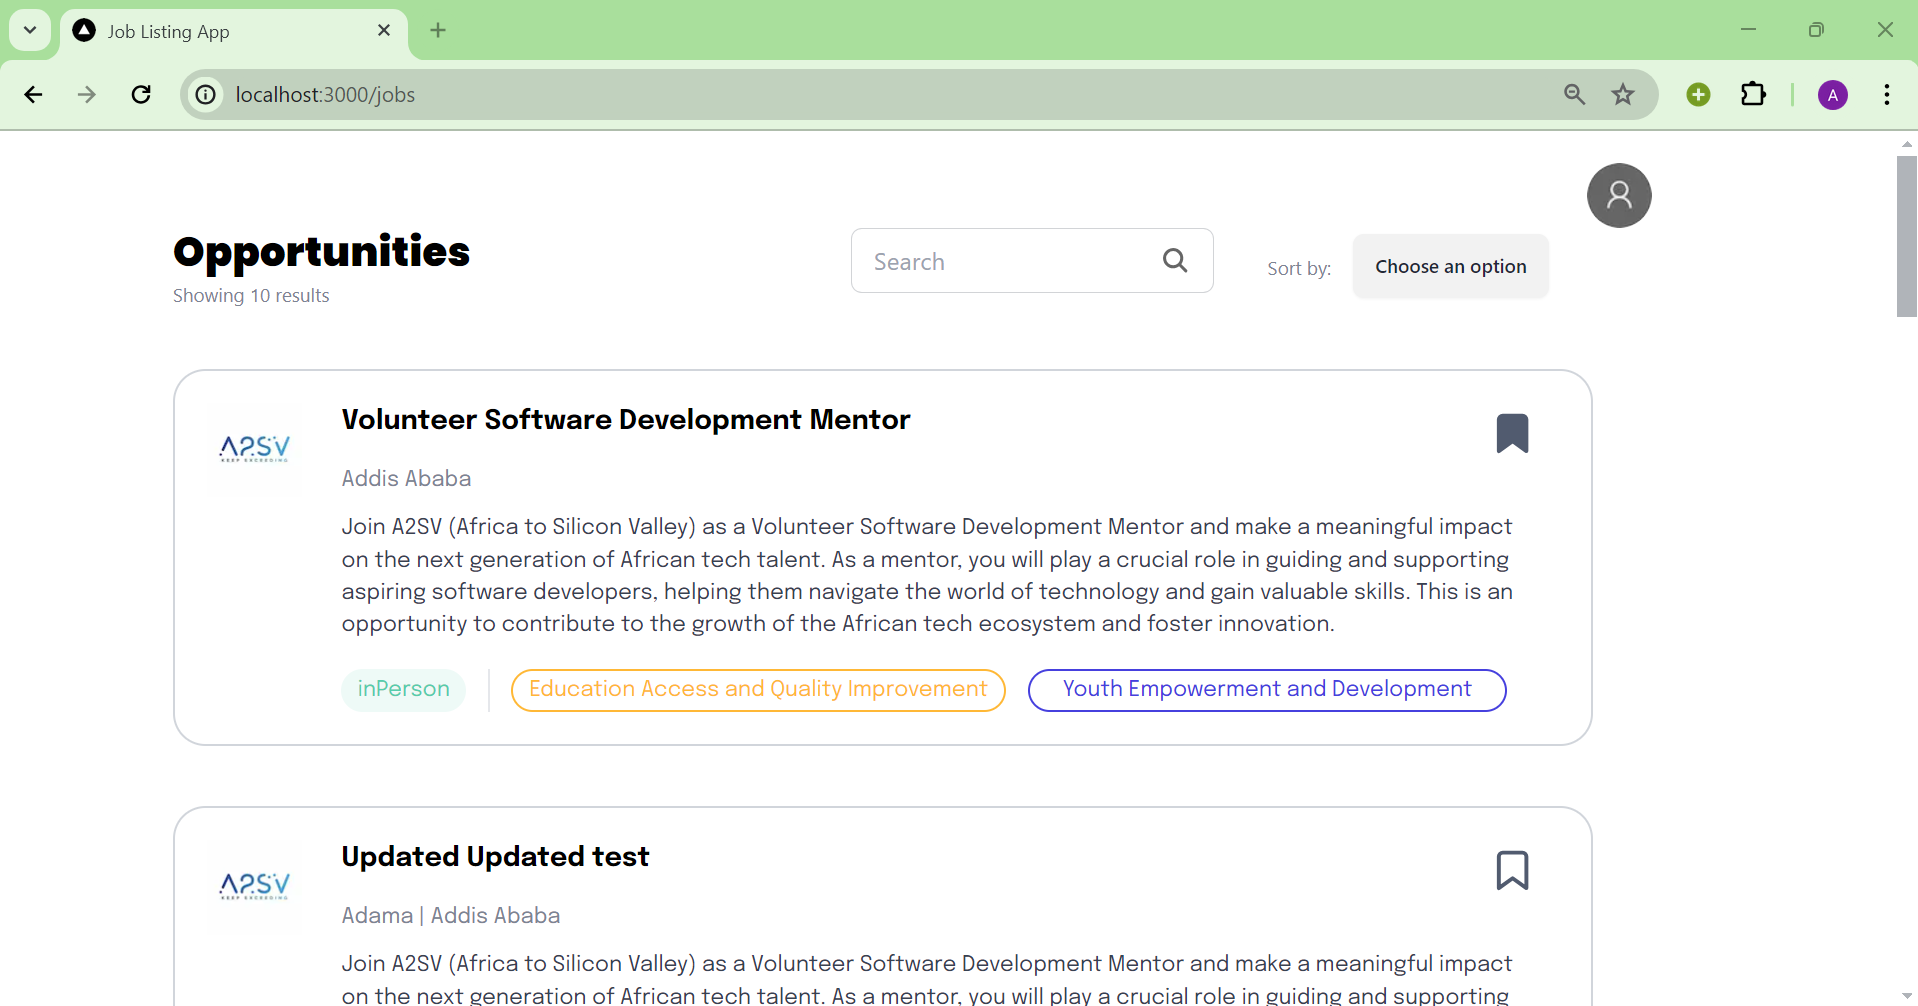 Job Listing App
localhost:3000/jobs
A
Opportunities
Showing 10 results
Search
Sort by:
Choose an option
A2SV
Volunteer Software Development Mentor
Addis Ababa
Join A2SV (Africa to Silicon Valley) as a Volunteer Software Development Mentor and make a meaningful impact
on the next generation of African tech talent. As a mentor, you will play a crucial role in guiding and supporting
aspiring software developers, helping them navigate the world of technology and gain valuable skills. This is an
opportunity to contribute to the growth of the African tech ecosystem and foster innovation.
inPerson
Education Access and Quality Improvement
Youth Empowerment and Development
A2SV
Updated Updated test
Adama | Addis Ababa
Join A2SV (Africa to Silicon Valley) as a Volunteer Software Development Mentor and make a meaningful impact
on the next generation of African tech talent. As a mentor, you will play a crucial role in guiding and supporting